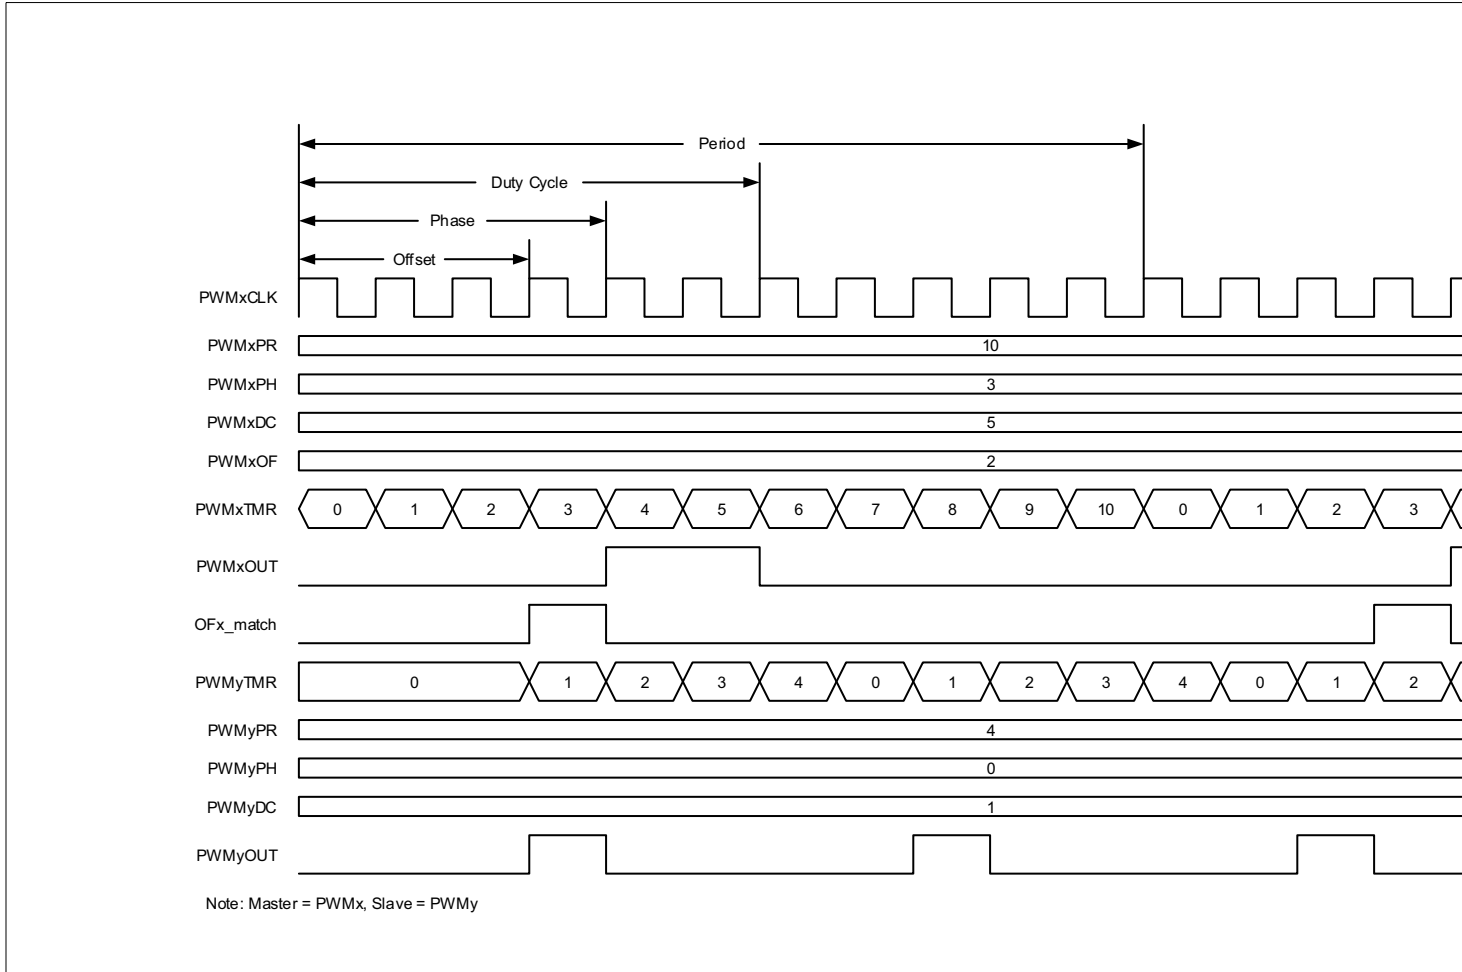 Period
Duty Cycle
Phase
Offset
PWMxCLK
PWMxPR 10
PWMxPH 3
PWMxDC 5
PWMxOF 2
PWMxTMR 0 1 2 3 4 5 6 7 8 9 10 0 1 2 3
PWMxOUT
OFx_match
PWMyTMR 0 1 2 3 4 0 1 2 3 4 0 1 2
PWMyPR 4
PWMyPH 0
PWMyDC 1
PWMyOUT
Note: Master = PWMx, Slave = PWMy